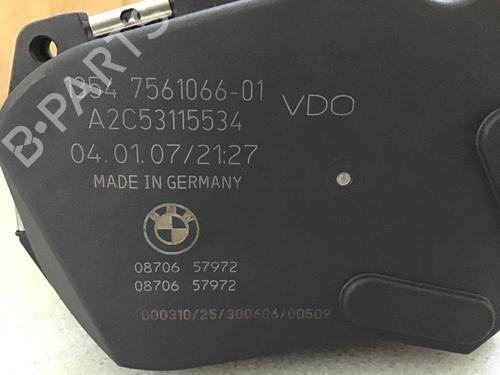 1354 7561066-01
VDO
A2C53115534
04.01.07/21:27
MADE IN GERMANY
BMW
08706 57972
08706 57972
000310/25/300606/00509
B-PARTS